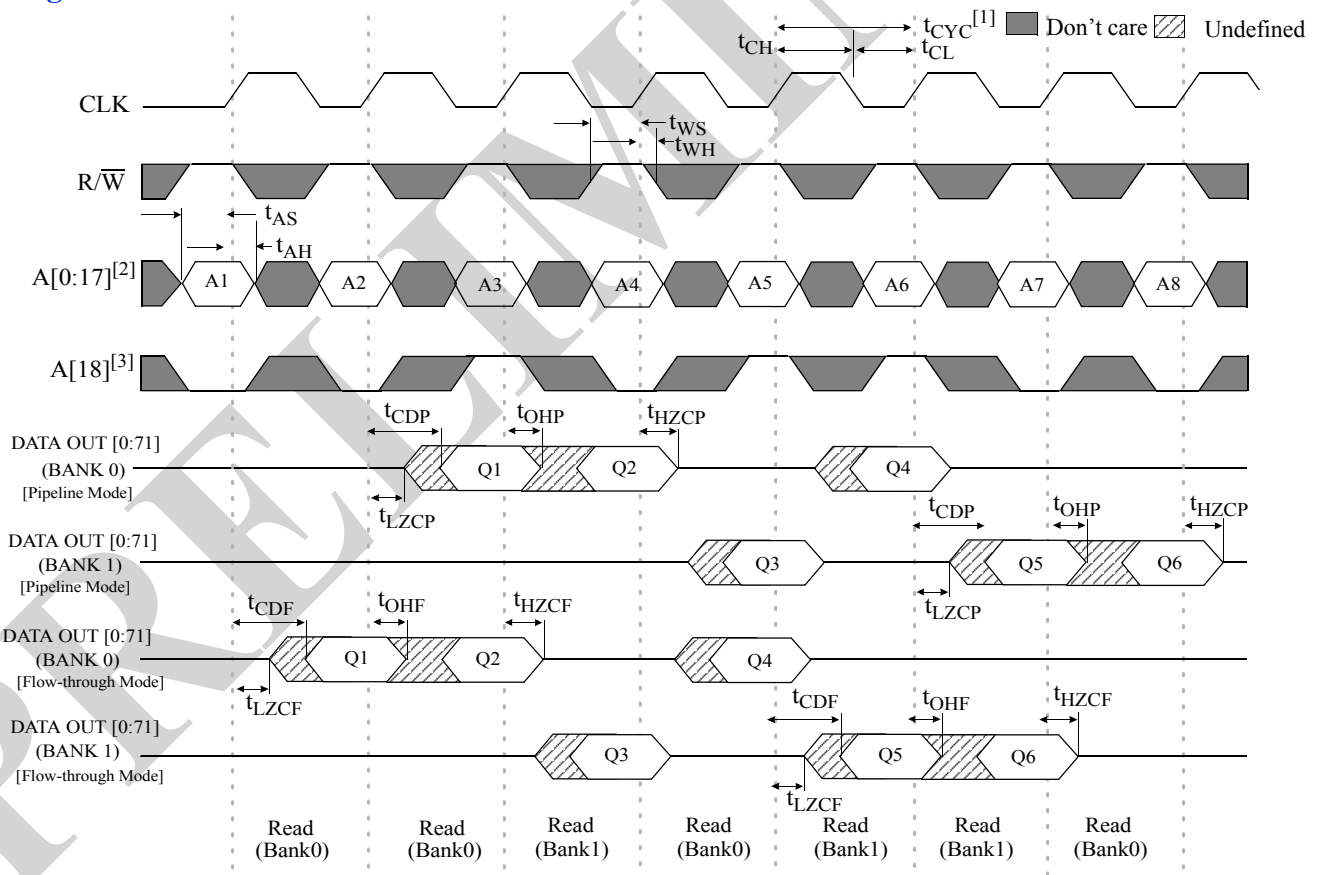 tCYC[1] Don't care Undefined
tCH tCL
CLK
tWS
tWH
R/W̅
tAS
tAH
A[0:17][2] A1 A2 A3 A4 A5 A6 A7 A8
A[18][3]
tCDP tOHP tHZCP
DATA OUT [0:71]
(BANK 0)
[Pipeline Mode]
Q1 Q2 Q4
tLZCP
tCDP tOHP tHZCP
DATA OUT [0:71]
(BANK 1)
[Pipeline Mode]
Q3 Q5 Q6
tLZCP
tCDF tOHF tHZCF
DATA OUT [0:71]
(BANK 0)
[Flow-through Mode]
Q1 Q2 Q4
tLZCF
tCDF tOHF tHZCF
DATA OUT [0:71]
(BANK 1)
[Flow-through Mode]
Q3 Q5 Q6
tLZCF
Read Read Read Read Read Read Read
(Bank0) (Bank0) (Bank1) (Bank0) (Bank1) (Bank1) (Bank0)
PRELIMI